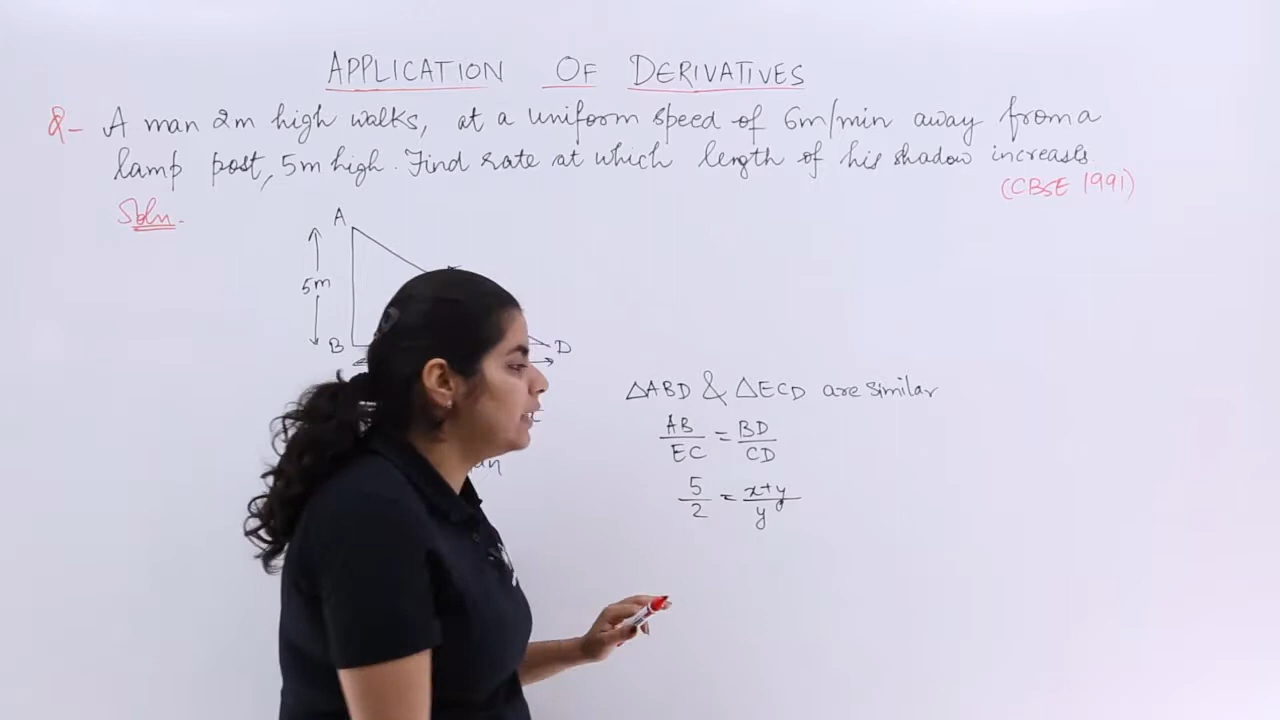 APPLICATION OF DERIVATIVES
Q- A man 2m high walks, at a uniform speed of 6m/min away from a
lamp post, 5m high. Find rate at which length of his shadow increases.
(CBSE 1991)
Soln.
A
5m
B
D
△ABD & △ECD are similar
AB/EC = BD/CD
5/2 = x+y/y